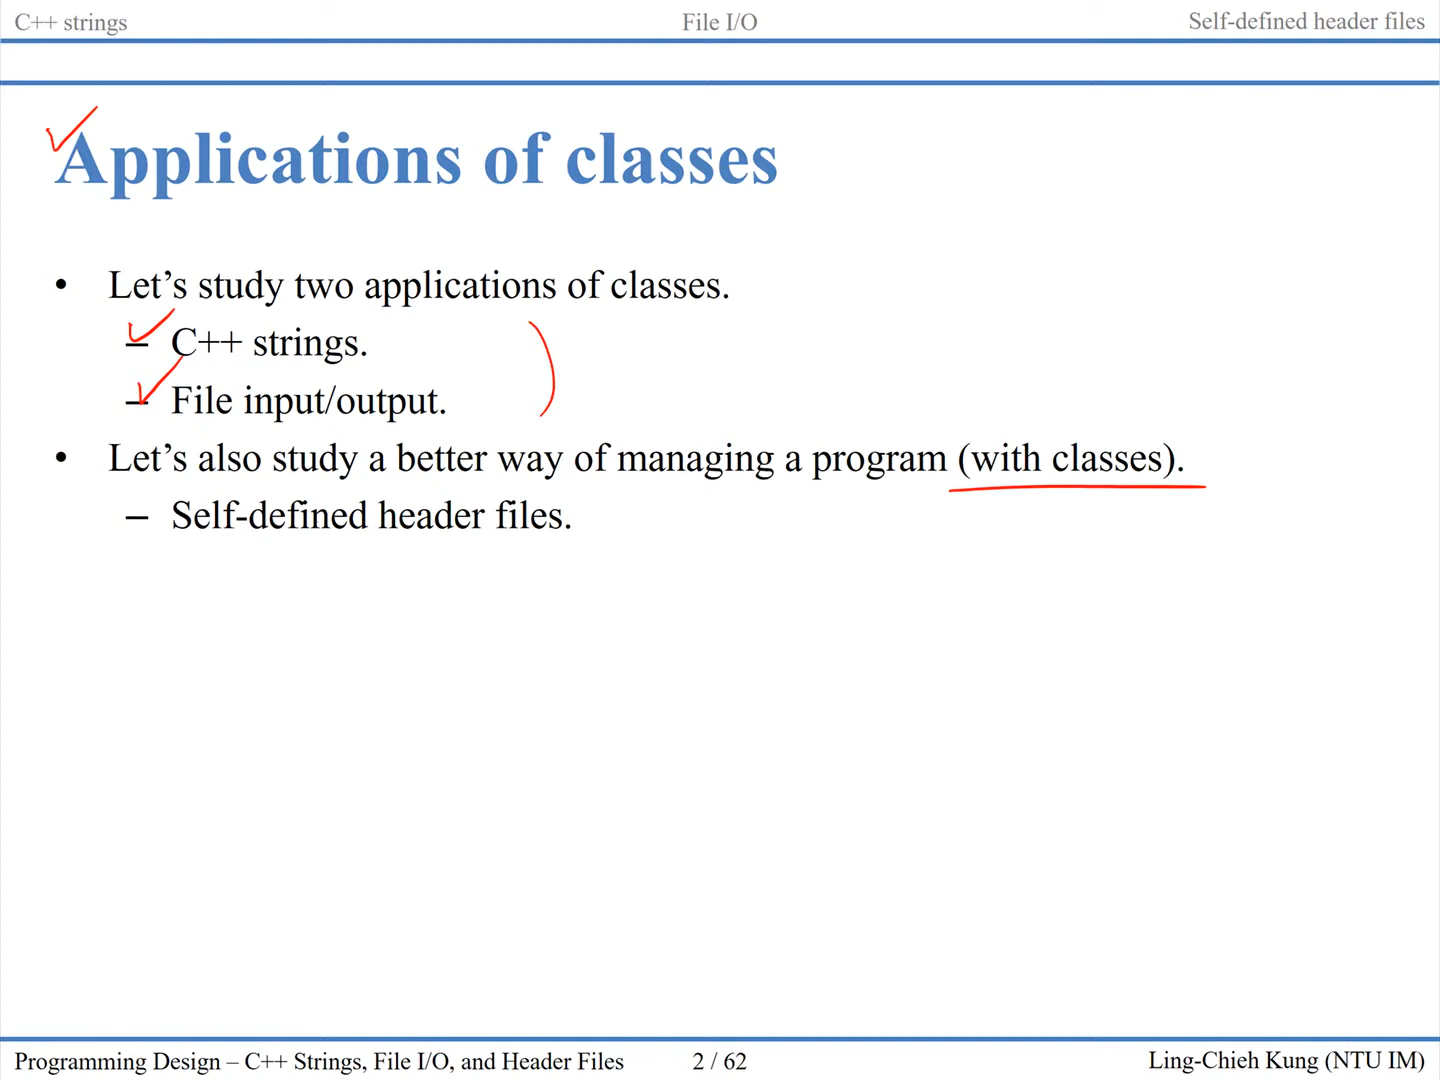 C++ strings File I/O Self-defined header files
Applications of classes
• Let’s study two applications of classes.
– C++ strings.
– File input/output.
• Let’s also study a better way of managing a program (with classes).
– Self-defined header files.
Programming Design – C++ Strings, File I/O, and Header Files 2 / 62 Ling-Chieh Kung (NTU IM)